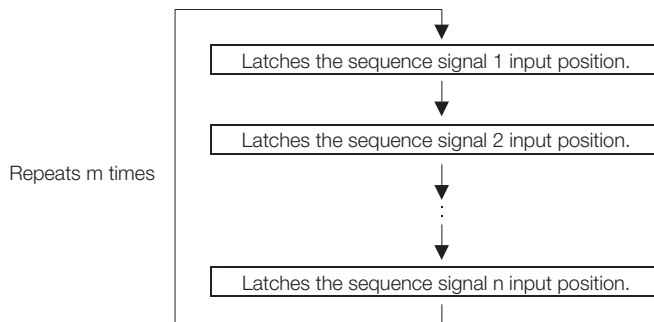 Latches the sequence signal 1 input position.
Latches the sequence signal 2 input position.
Repeats m times
Latches the sequence signal n input position.